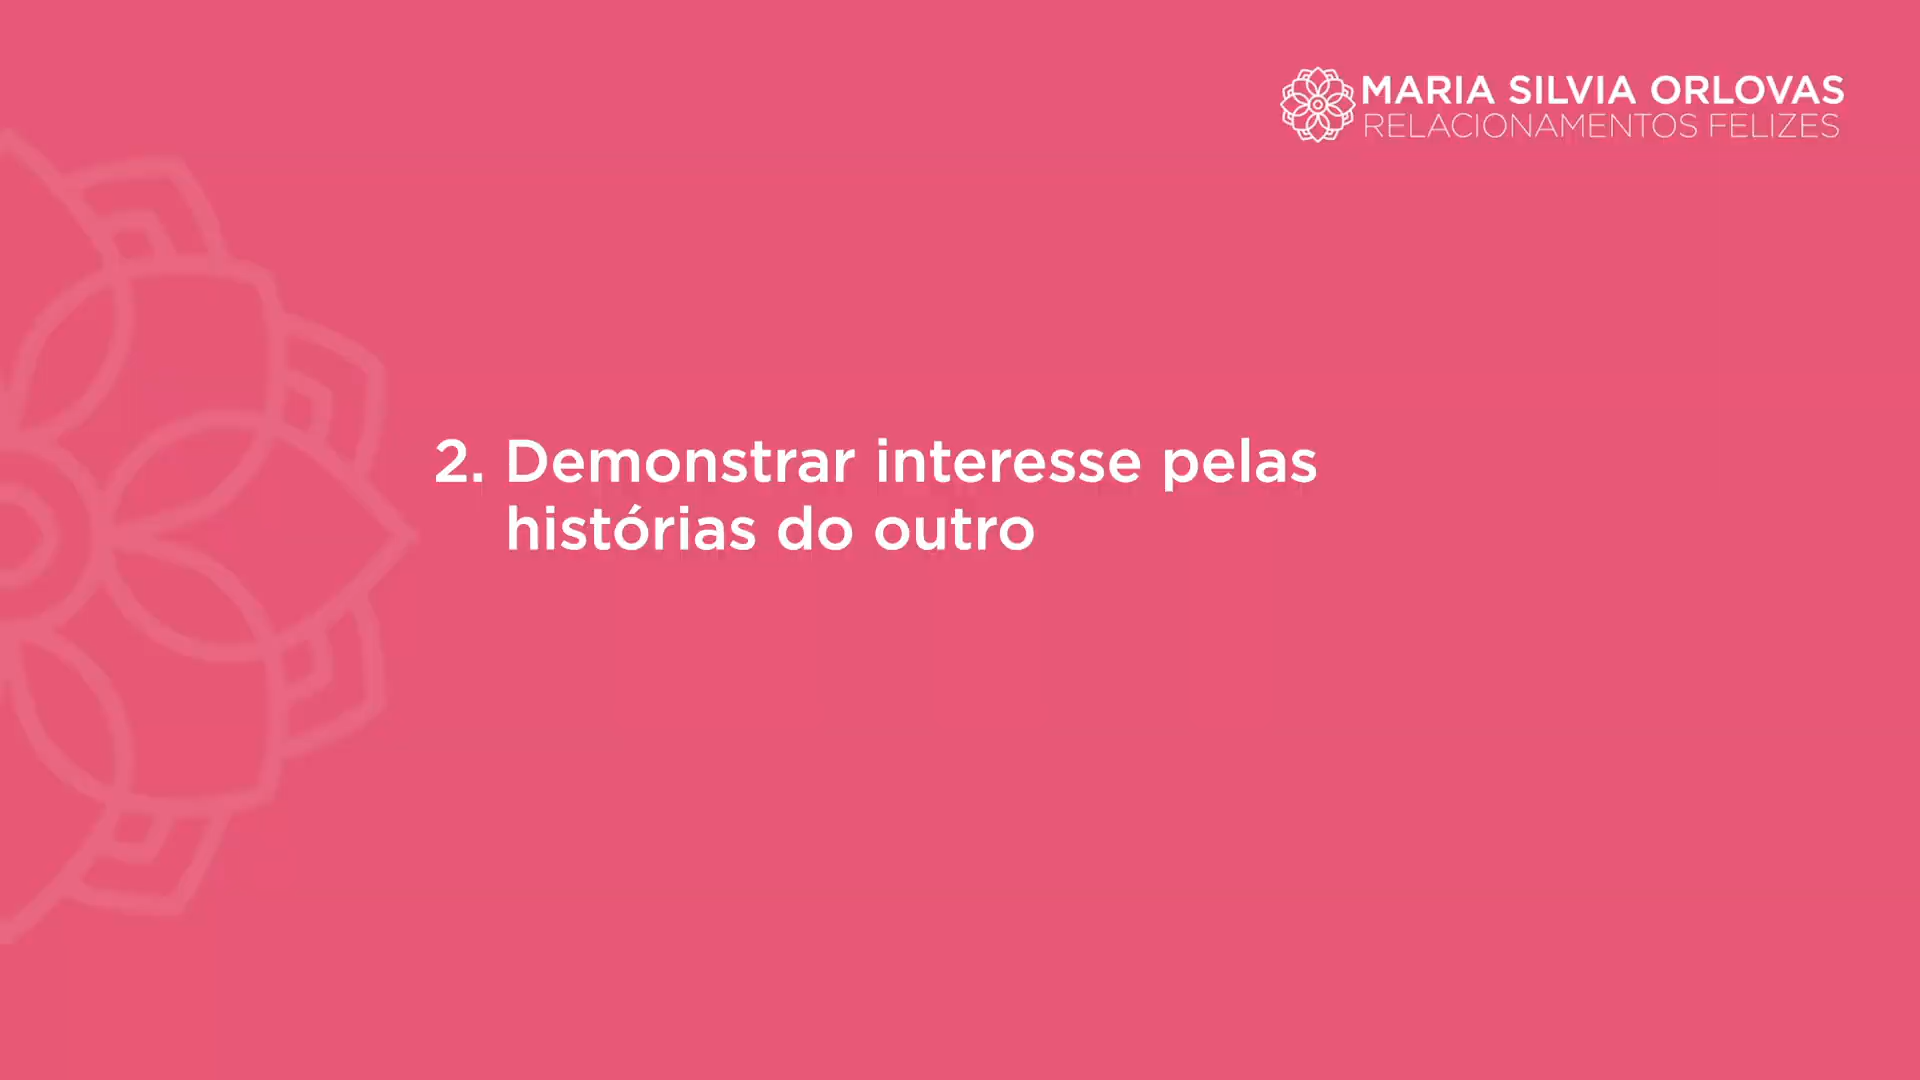 MARIA SILVIA ORLOVAS
RELACIONAMENTOS FELIZES
2. Demonstrar interesse pelas
histórias do outro